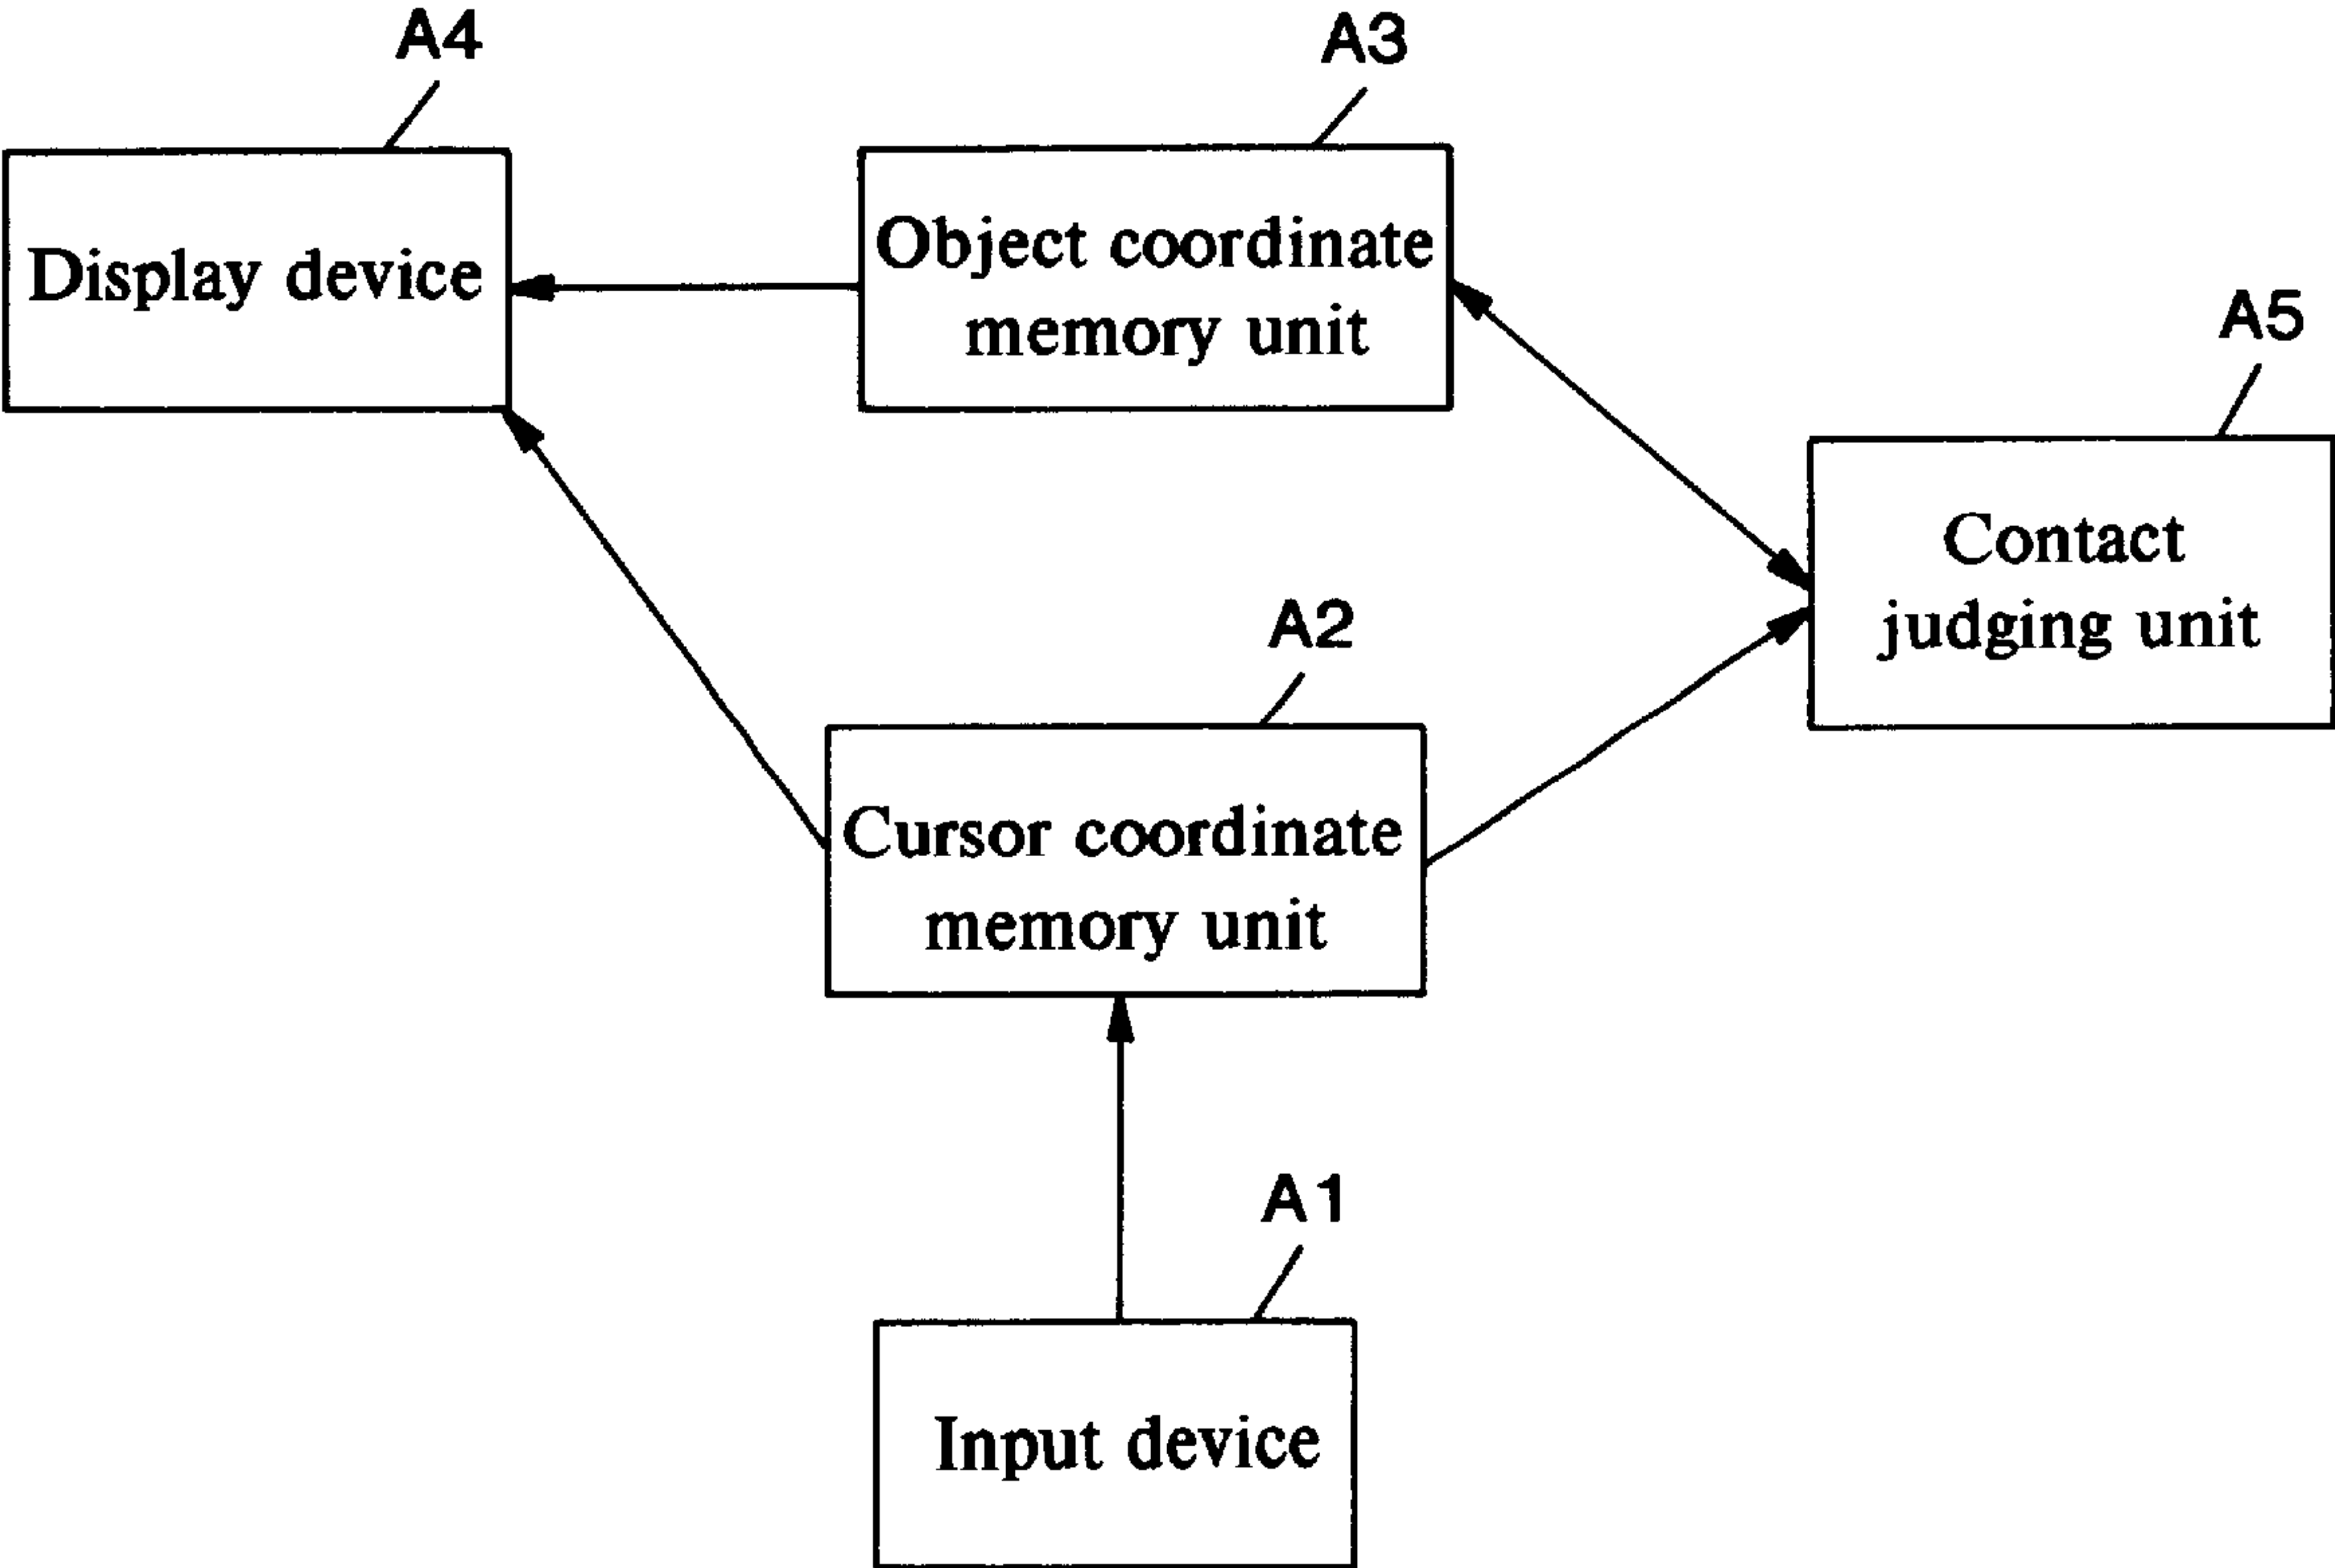 A4
A3
Display device
Object coordinate
memory unit
A5
Contact
judging unit
A2
Cursor coordinate
memory unit
A1
Input device